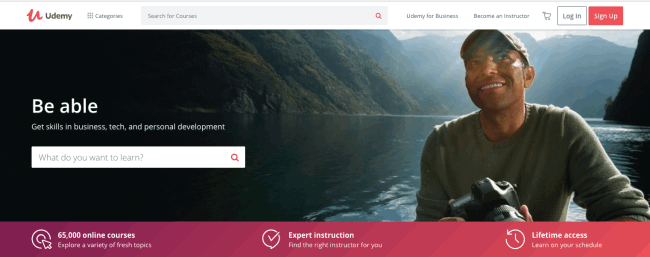 Udemy
Categories
Search for Courses
Udemy for Business
Become an Instructor
Log In
Sign Up
Be able
Get skills in business, tech, and personal development
What do you want to learn?
65,000 online courses
Explore a variety of fresh topics
Expert instruction
Find the right instructor for you
Lifetime access
Learn on your schedule